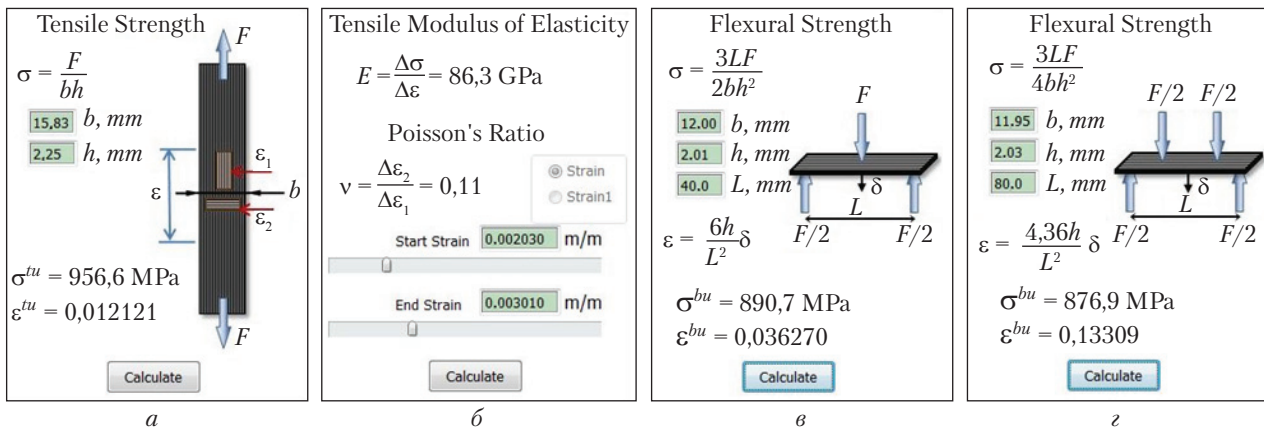 Tensile Strength
F
σ = F/bh
15,83 b, mm
2,25 h, mm
ε
ε₁
b
ε₂
σᵗᵘ = 956,6 MPa
εᵗᵘ = 0,012121
F
Calculate
а
Tensile Modulus of Elasticity
E = Δσ/Δε = 86,3 GPa
Poisson's Ratio
ν = Δε₂/Δε₁ = 0,11
Strain
Strain1
Start Strain 0.002030 m/m
End Strain 0.003010 m/m
Calculate
б
Flexural Strength
σ = 3LF/2bh²
F
12.00 b, mm
2.01 h, mm
40.0 L, mm
δ
L
F/2 F/2
ε = 6h/L² δ
σᵇᵘ = 890,7 MPa
εᵇᵘ = 0,036270
Calculate
в
Flexural Strength
σ = 3LF/4bh²
F/2 F/2
11.95 b, mm
2.03 h, mm
80.0 L, mm
δ
L
F/2 F/2
ε = 4,36h/L² δ
σᵇᵘ = 876,9 MPa
εᵇᵘ = 0,13309
Calculate
г